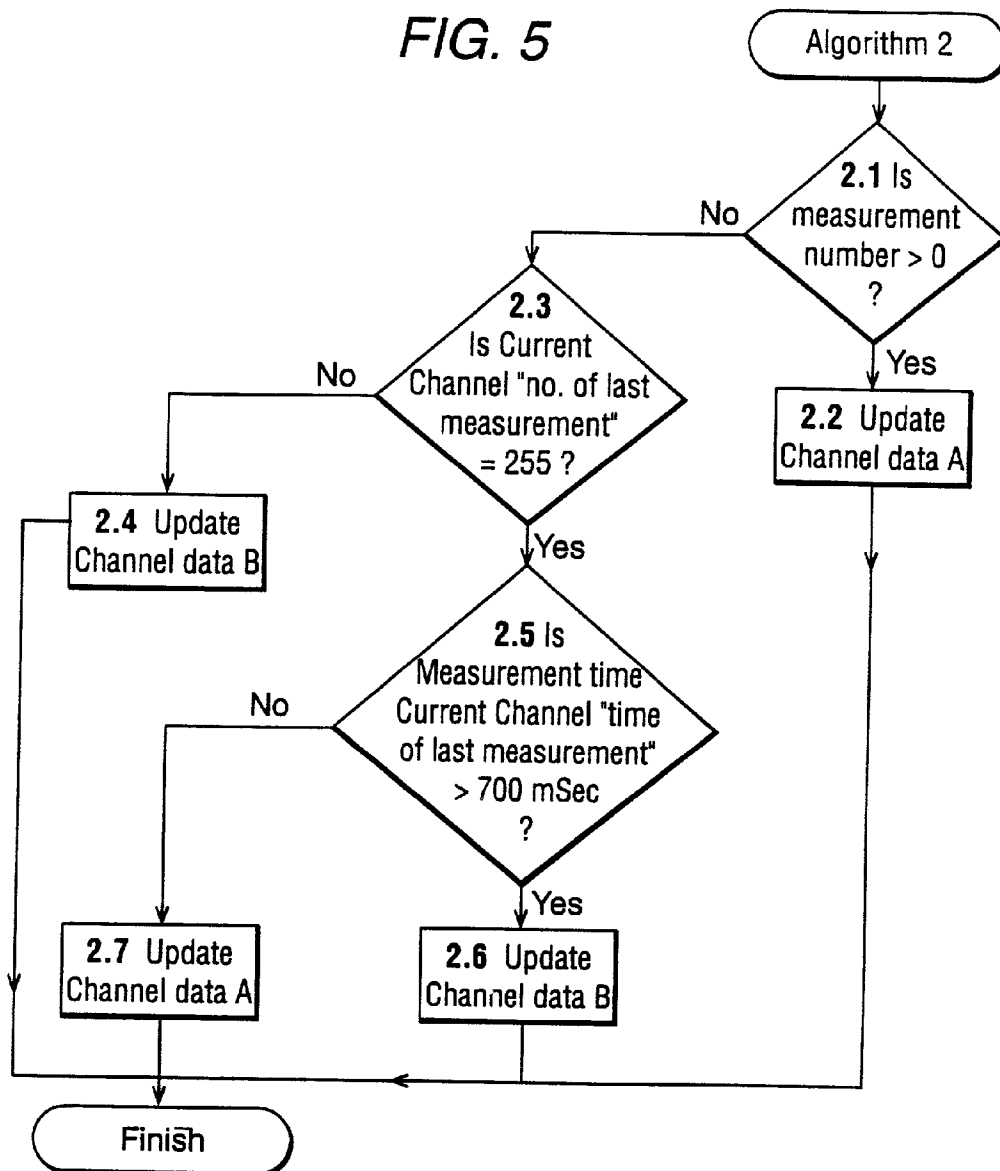 FIG. 5
Algorithm 2
2.1 Is
measurement
number > 0
?
No
Yes
2.2 Update
Channel data A
2.3
Is Current
Channel "no. of last
measurement"
= 255 ?
No
Yes
2.4 Update
Channel data B
2.5 Is
Measurement time
Current Channel "time
of last measurement"
> 700 mSec
?
No
Yes
2.7 Update
Channel data A
2.6 Update
Channel data B
Finish